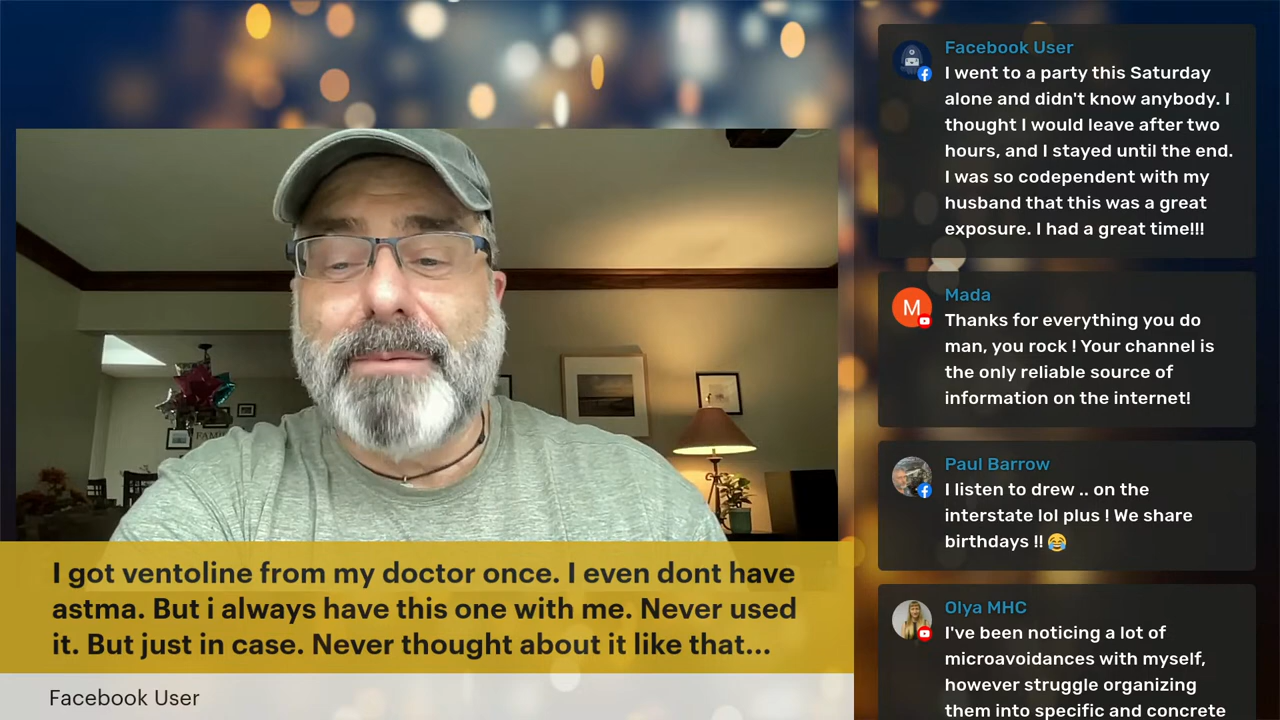 FAMI
I got ventoline from my doctor once. I even dont have
astma. But i always have this one with me. Never used
it. But just in case. Never thought about it like that...
Facebook User
Facebook User
I went to a party this Saturday
alone and didn't know anybody. I
thought I would leave after two
hours, and I stayed until the end.
I was so codependent with my
husband that this was a great
exposure. I had a great time!!!
M
Mada
Thanks for everything you do
man, you rock ! Your channel is
the only reliable source of
information on the internet!
Paul Barrow
I listen to drew .. on the
interstate lol plus ! We share
birthdays !! 😂
Olya MHC
I've been noticing a lot of
microavoidances with myself,
however struggle organizing
them into specific and concrete